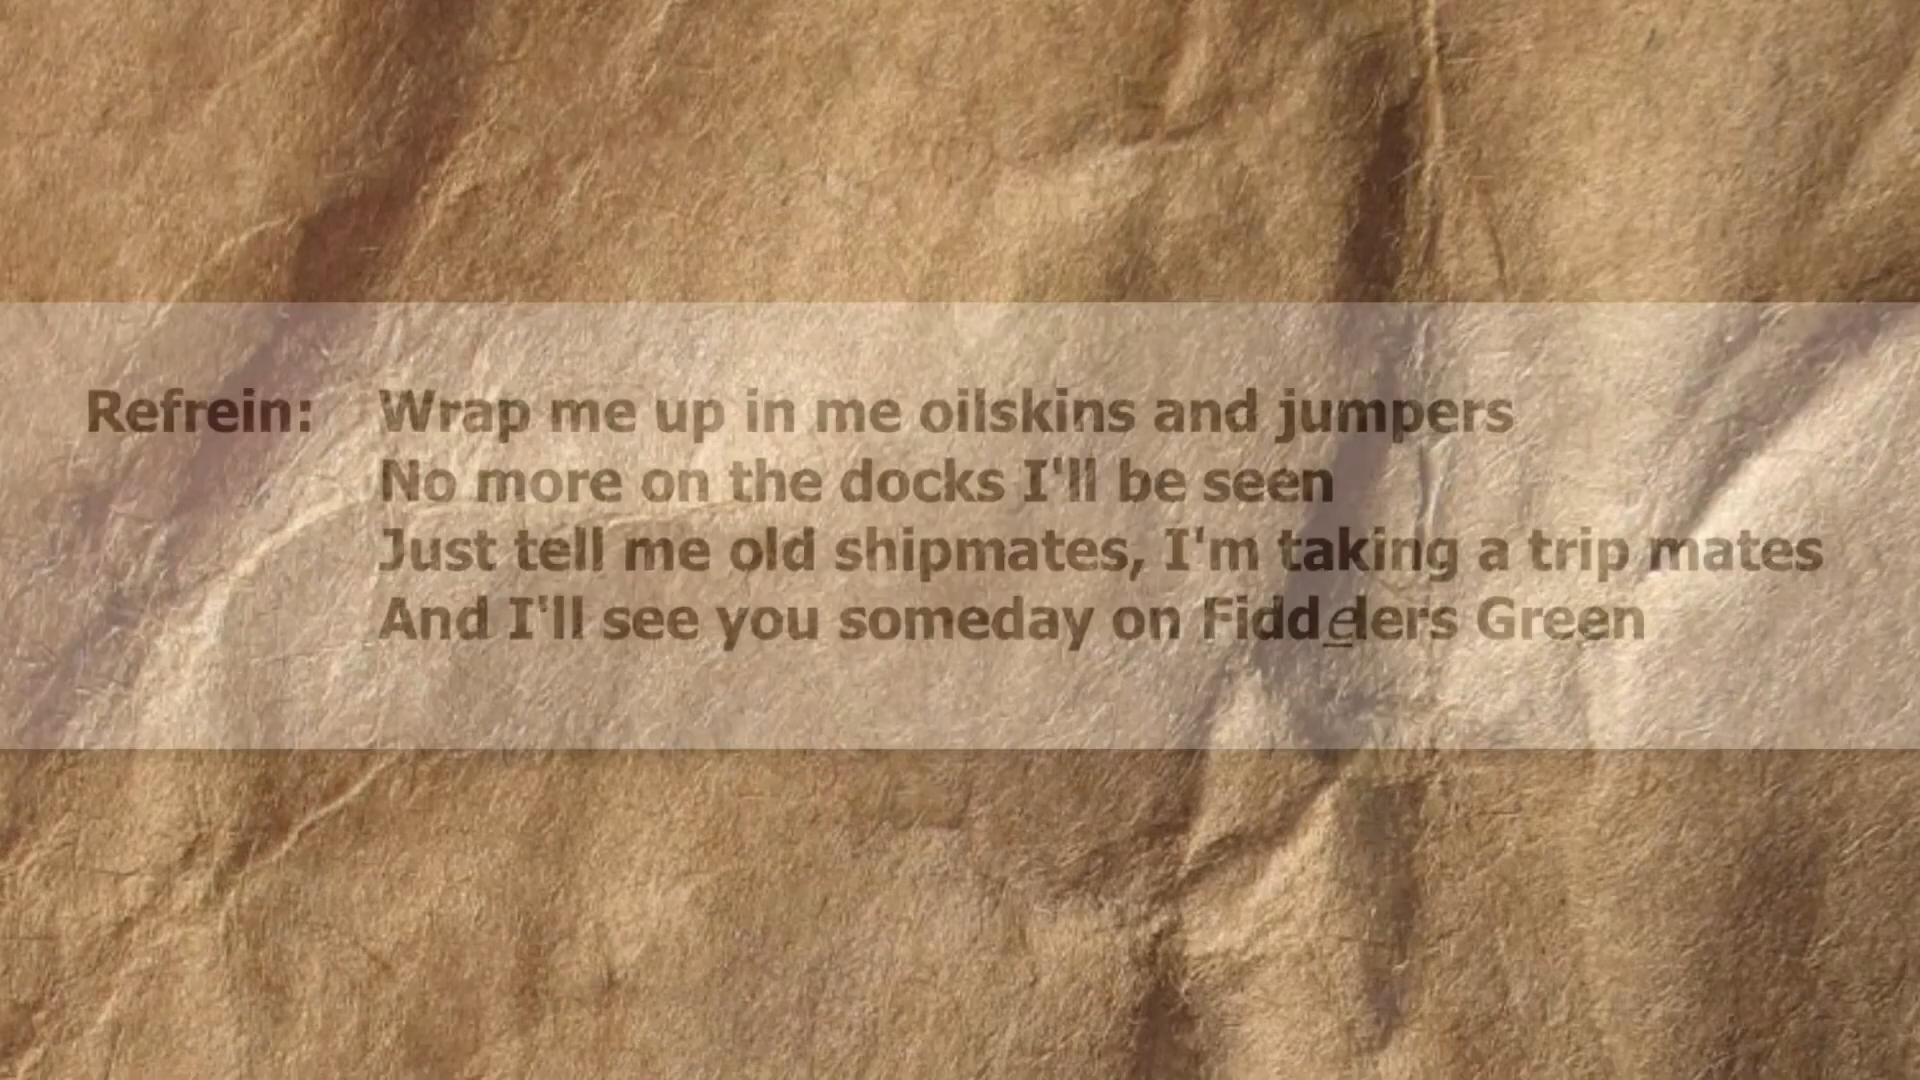 Refrein: Wrap me up in me oilskins and jumpers
No more on the docks I'll be seen
Just tell me old shipmates, I'm taking a trip mates
And I'll see you someday on Fiddelers Green